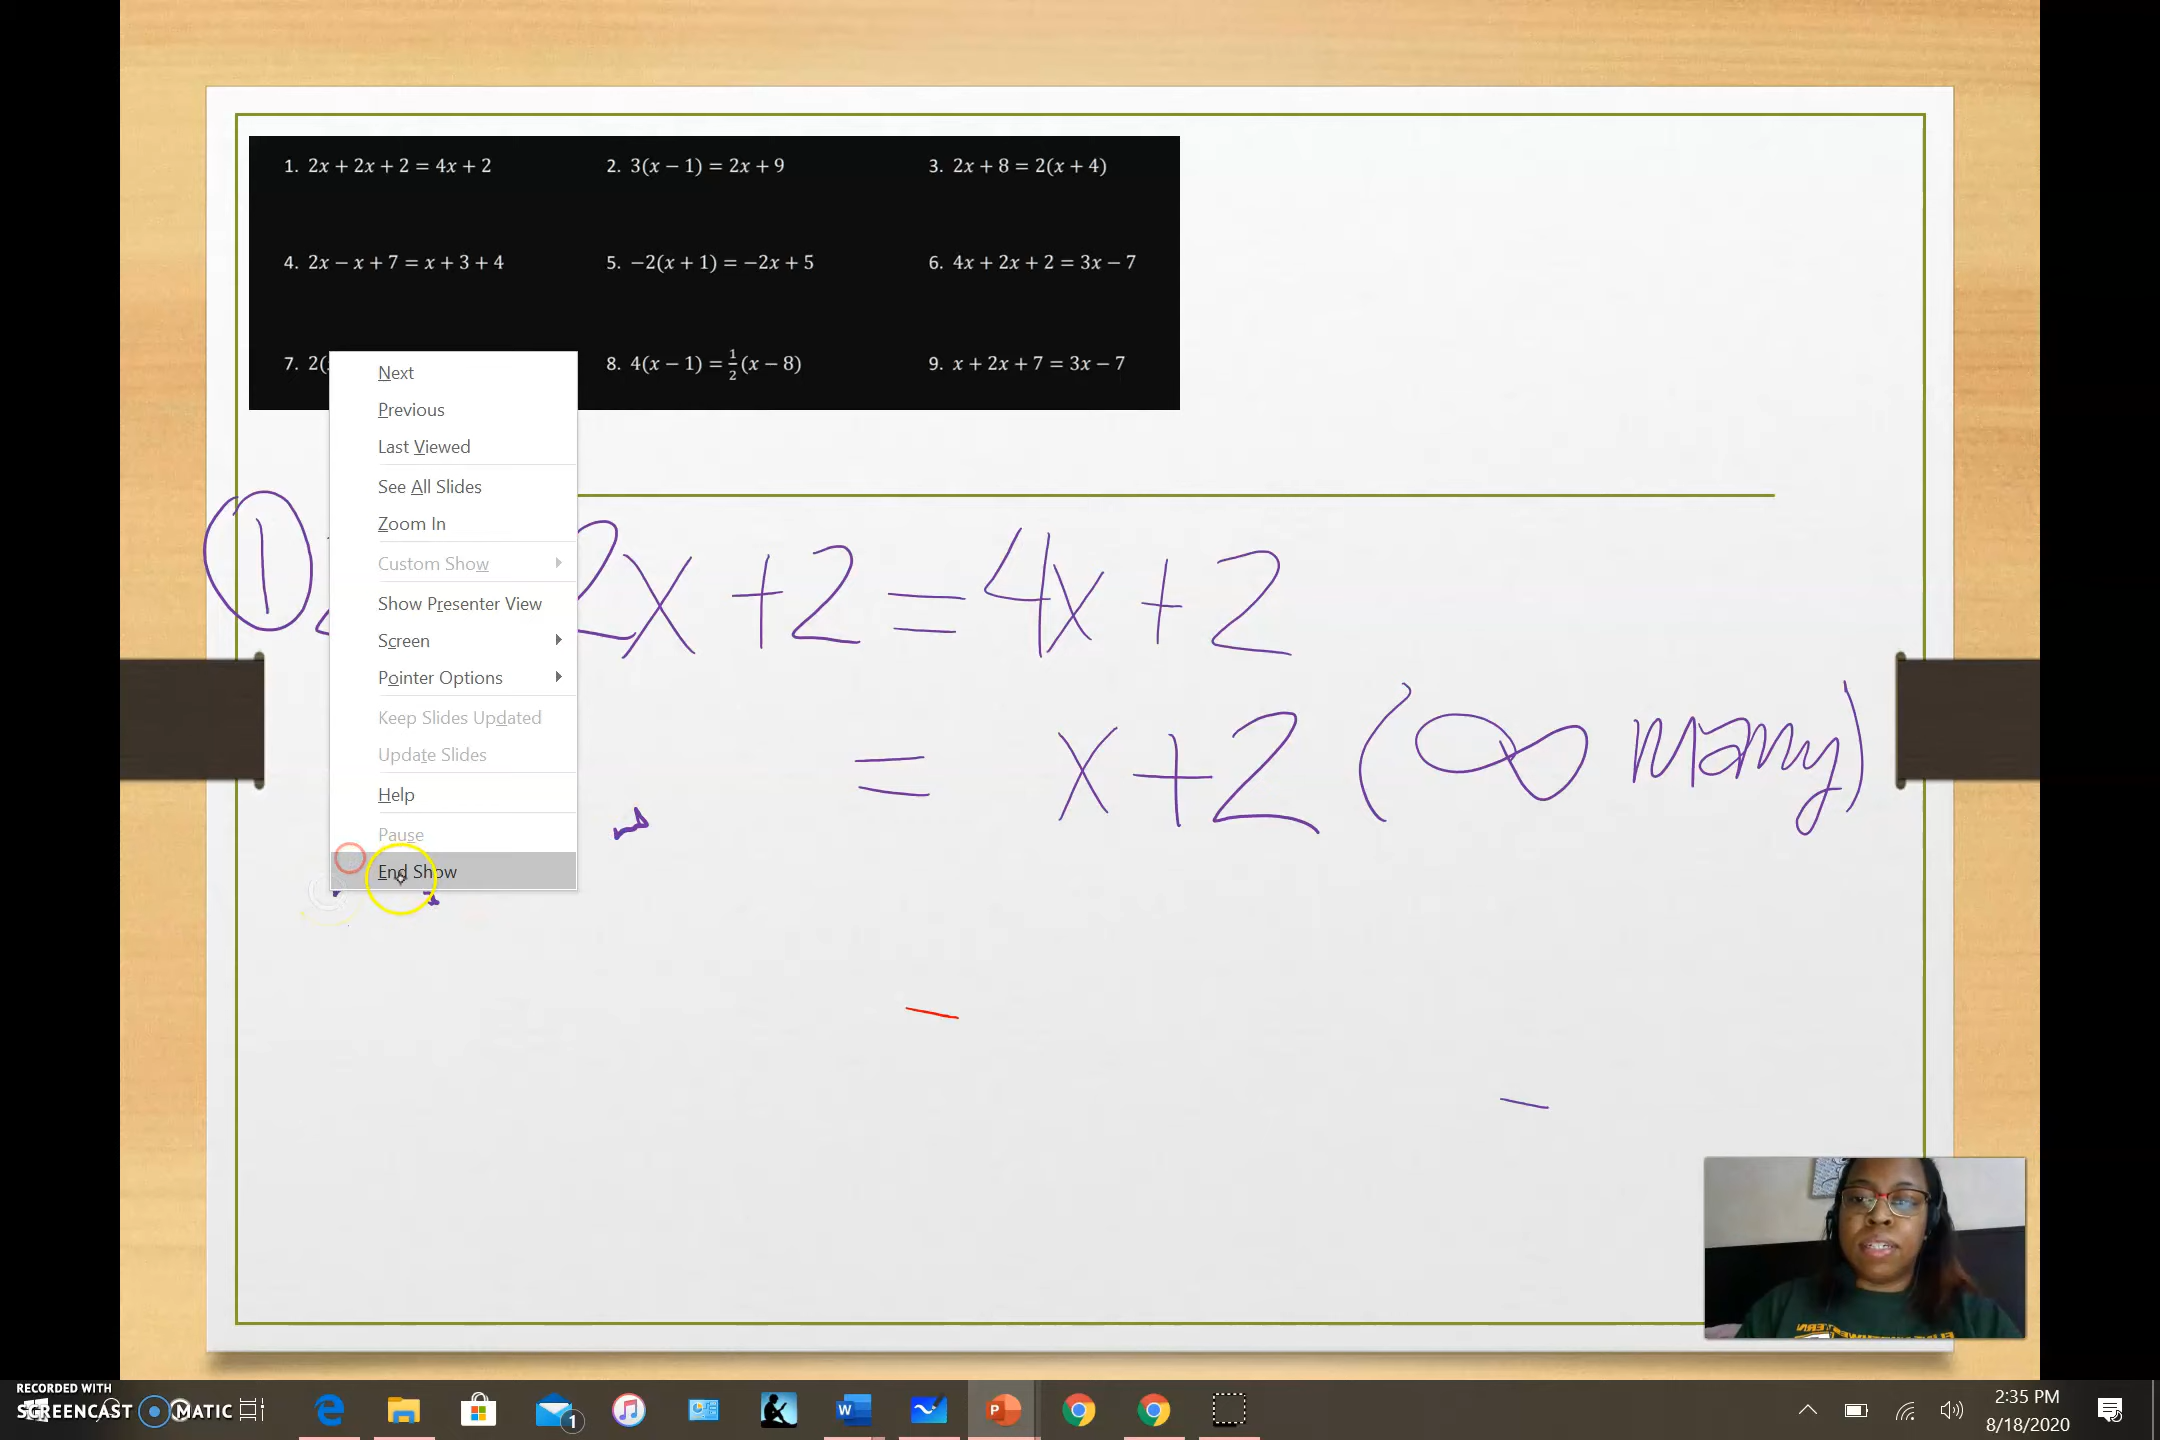 1. 2x + 2x + 2 = 4x + 2 2. 3(x − 1) = 2x + 9 3. 2x + 8 = 2(x + 4)
4. 2x − x + 7 = x + 3 + 4 5. −2(x + 1) = −2x + 5 6. 4x + 2x + 2 = 3x − 7
7. 2( 8. 4(x − 1) = 1/2 (x − 8) 9. x + 2x + 7 = 3x − 7
Next
Previous
Last Viewed
See All Slides
Zoom In
Custom Show
Show Presenter View
Screen
Pointer Options
Keep Slides Updated
Update Slides
Help
Pause
End Show
① 2x + 2 = 4x + 2
= x + 2 (∞ many)
RECORDED WITH
SCREENCAST MATIC
1
2:35 PM
8/18/2020